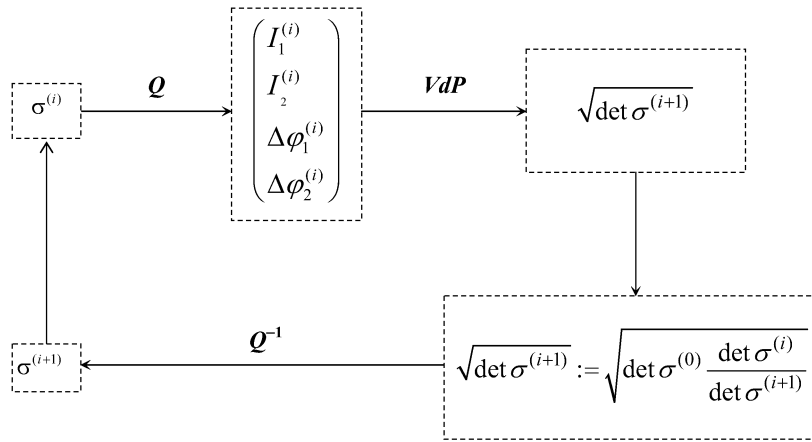 σ^(i)
Q
I_1^(i)
I_2^(i)
Δφ_1^(i)
Δφ_2^(i)
VdP
√(det σ^(i+1))
√(det σ^(i+1)) := √(det σ^(0) (det σ^(i))/(det σ^(i+1)))
Q^−1
σ^(i+1)